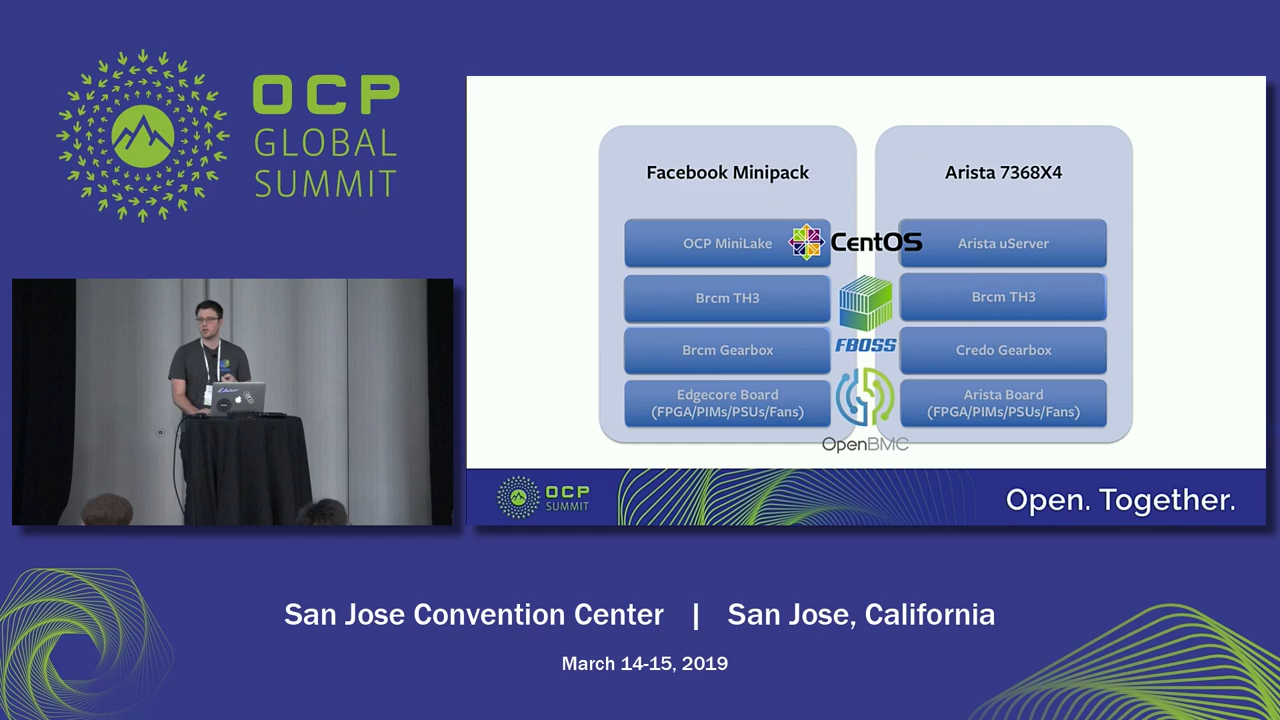 OCP
GLOBAL
SUMMIT
Facebook Minipack
OCP MiniLake
Brcm TH3
Brcm Gearbox
Edgecore Board
(FPGA/PIMs/PSUs/Fans)
CentOS
FBOSS
OpenBMC
Arista 7368X4
Arista uServer
Brcm TH3
Credo Gearbox
Arista Board
(FPGA/PIMs/PSUs/Fans)
OCP
SUMMIT
Open. Together.
San Jose Convention Center | San Jose, California
March 14-15, 2019